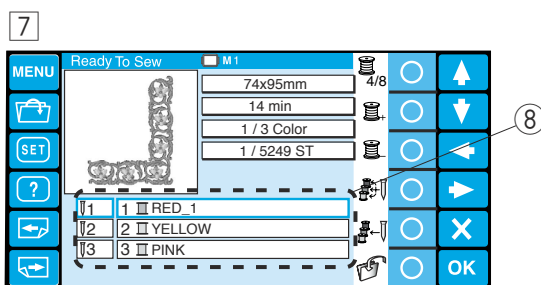 7
Ready To Sew M1
MENU
SET
?
74x95mm
14 min
1 / 3 Color
1 / 5249 ST
4/8
+
-
8
1 1 RED_1
2 2 YELLOW
3 3 PINK
X
OK